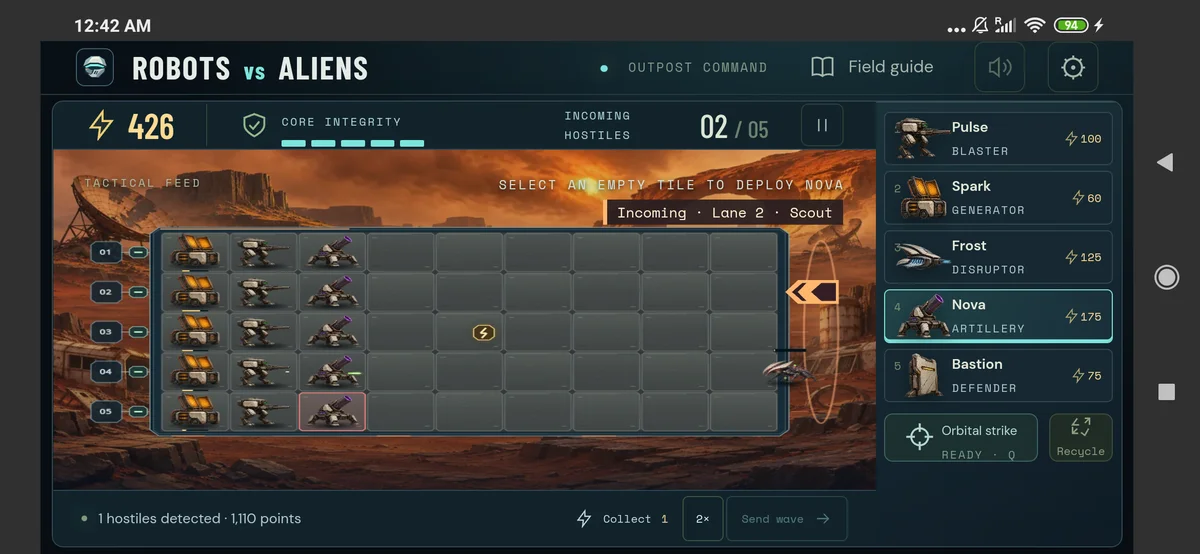 12:42 AM
R
94
ROBOTS vs ALIENS
OUTPOST COMMAND
Field guide
426
CORE INTEGRITY
INCOMING
HOSTILES
02 / 05
TACTICAL FEED
SELECT AN EMPTY TILE TO DEPLOY NOVA
Incoming · Lane 2 · Scout
01
02
03
04
05
Pulse
BLASTER
100
2
Spark
GENERATOR
60
3
Frost
DISRUPTOR
125
4
Nova
ARTILLERY
175
5
Bastion
DEFENDER
75
Orbital strike
READY · Q
Recycle
1 hostiles detected · 1,110 points
Collect 1
2×
Send wave →